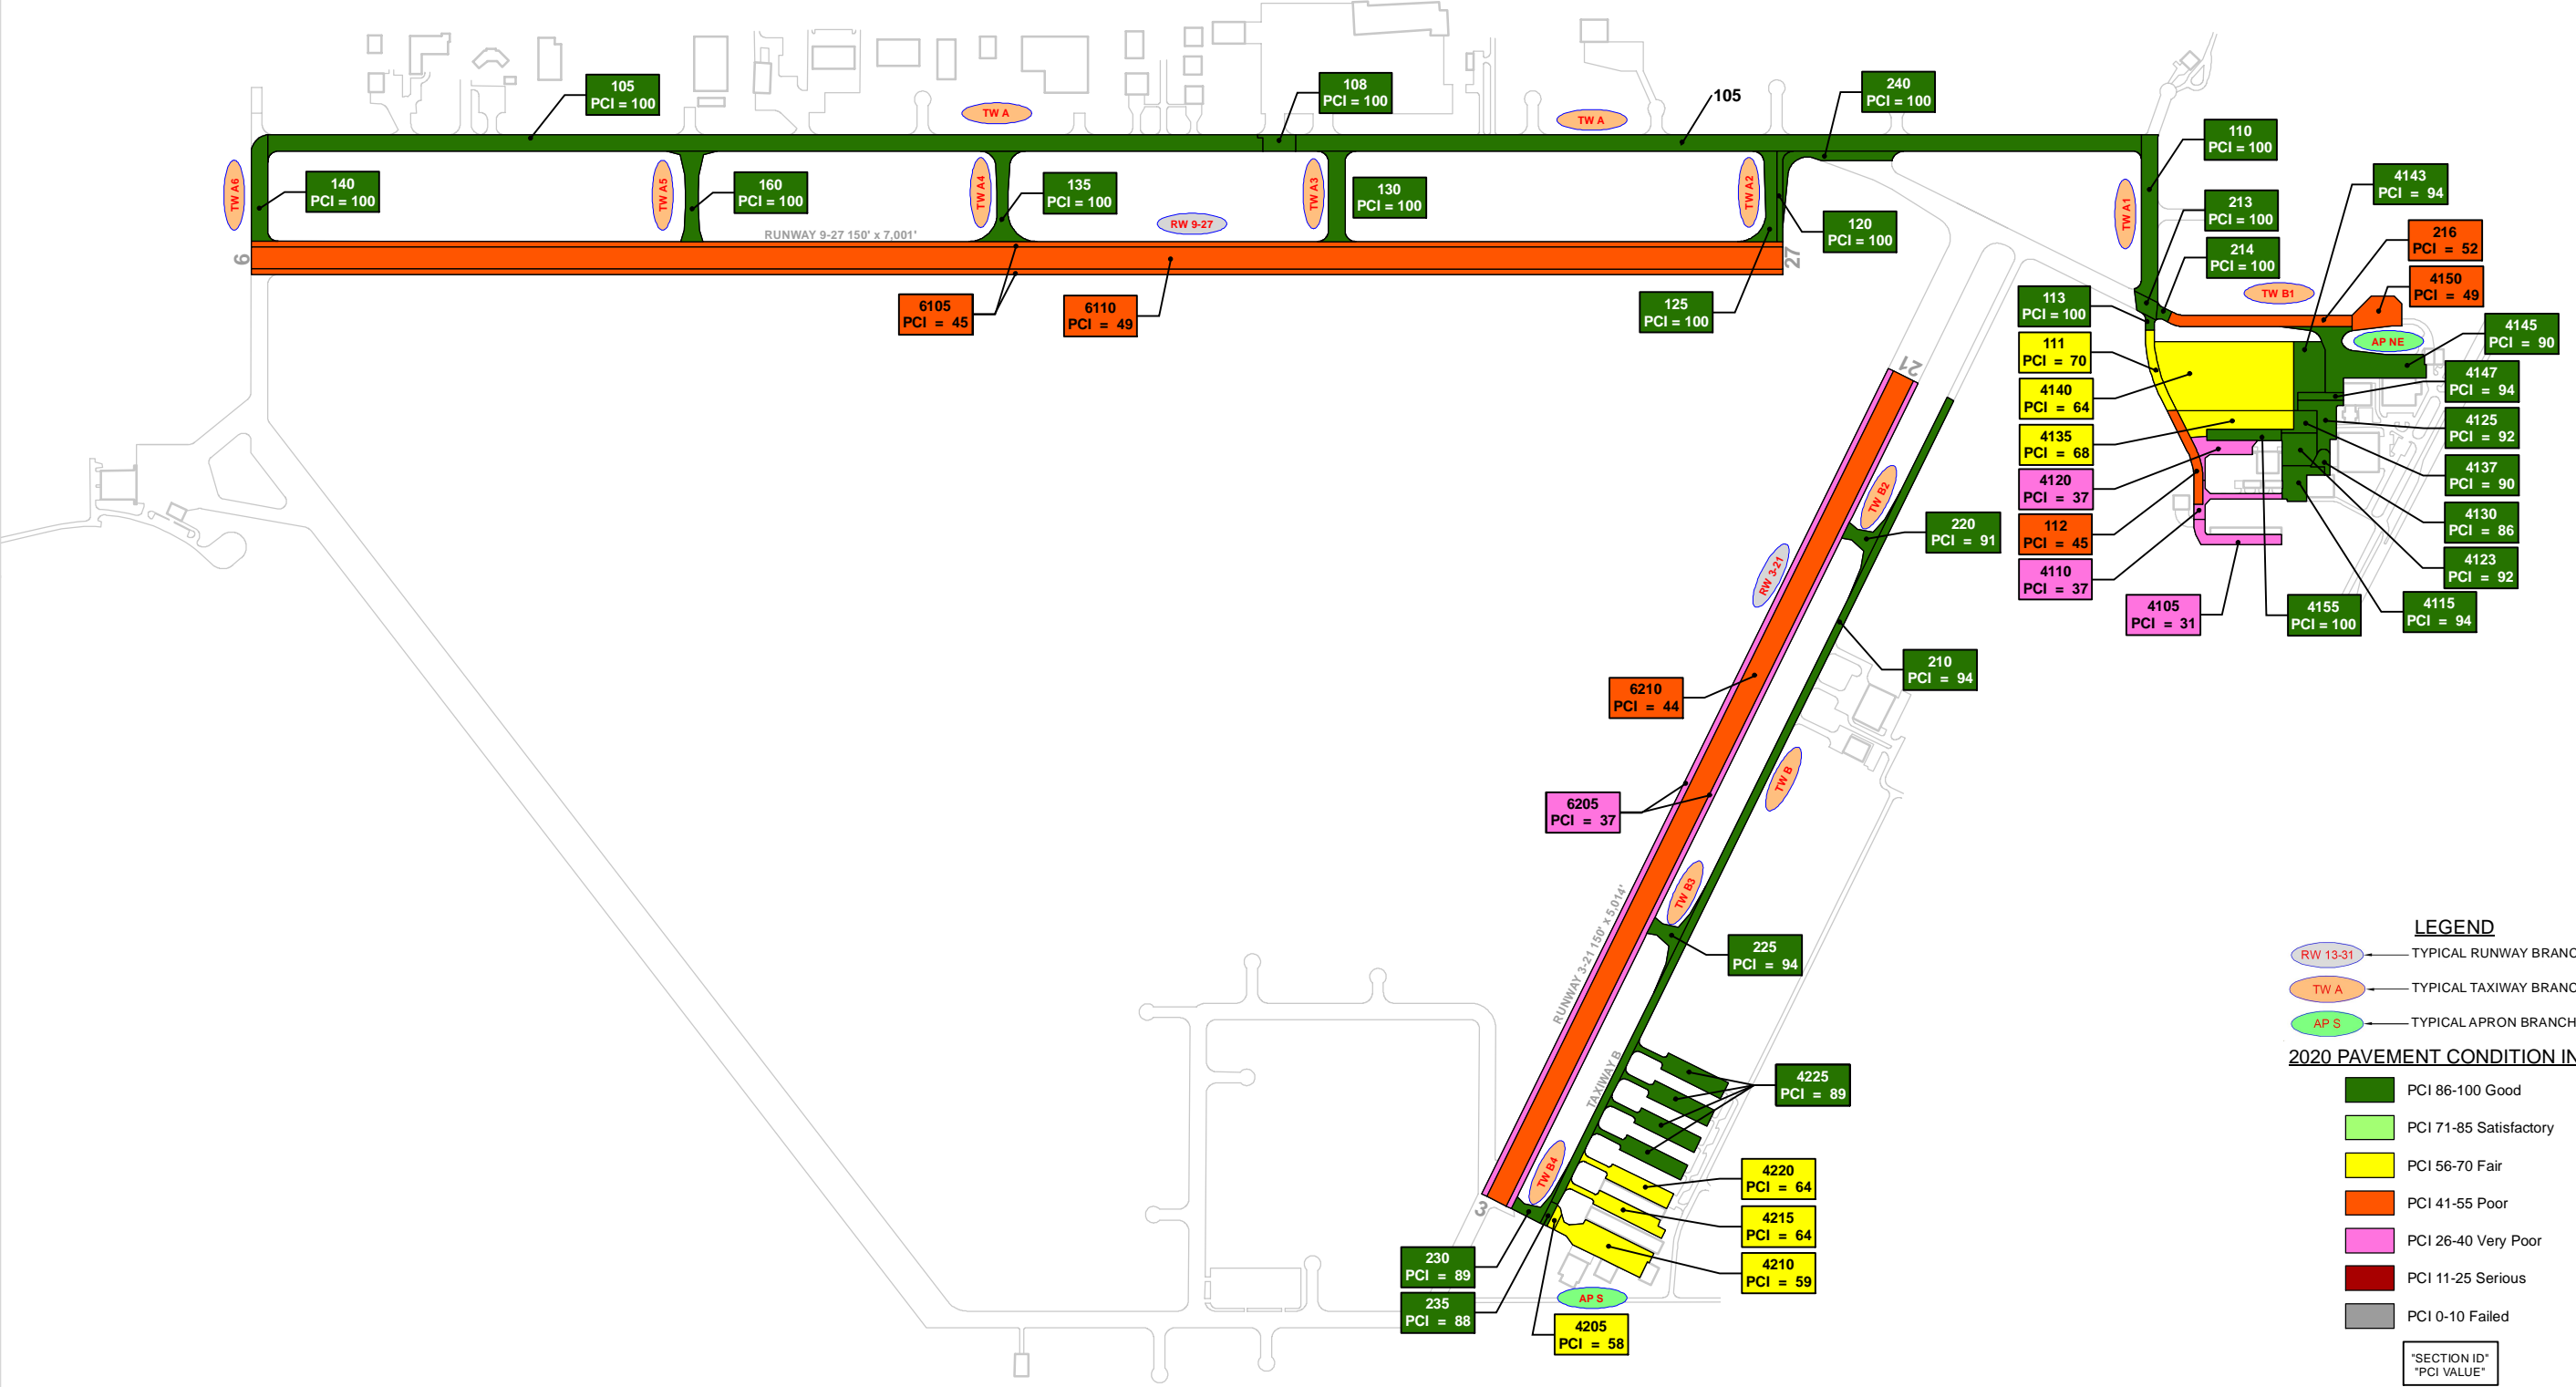 105
PCI = 100
TW A
108
PCI = 100
105
TW A
240
PCI = 100
110
PCI = 100
TW A6
140
PCI = 100
TW A5
160
PCI = 100
TW A4
135
PCI = 100
RW 9-27
TW A3
130
PCI = 100
TW A2
120
PCI = 100
TW A1
213
PCI = 100
214
PCI = 100
4143
PCI = 94
216
PCI = 52
4150
PCI = 49
TW B1
RUNWAY 9-27 150' x 7,001'
9
27
6105
PCI = 45
6110
PCI = 49
125
PCI = 100
113
PCI = 100
111
PCI = 70
4140
PCI = 64
4135
PCI = 68
4120
PCI = 37
112
PCI = 45
4110
PCI = 37
4105
PCI = 31
AP NE
4145
PCI = 90
4147
PCI = 94
4125
PCI = 92
4137
PCI = 90
4130
PCI = 86
4123
PCI = 92
4115
PCI = 94
4155
PCI = 100
21
TW B2
220
PCI = 91
RW 3-21
210
PCI = 94
6210
PCI = 44
TW B
6205
PCI = 37
TW B3
RUNWAY 3-21 150' x 5,014'
225
PCI = 94
TAXIWAY B
4225
PCI = 89
TW B4
3
4220
PCI = 64
4215
PCI = 64
4210
PCI = 59
230
PCI = 89
235
PCI = 88
AP S
4205
PCI = 58
LEGEND
RW 13-31 TYPICAL RUNWAY BRANC
TW A TYPICAL TAXIWAY BRANC
AP S TYPICAL APRON BRANCH
2020 PAVEMENT CONDITION IN
PCI 86-100 Good
PCI 71-85 Satisfactory
PCI 56-70 Fair
PCI 41-55 Poor
PCI 26-40 Very Poor
PCI 11-25 Serious
PCI 0-10 Failed
"SECTION ID"
"PCI VALUE"